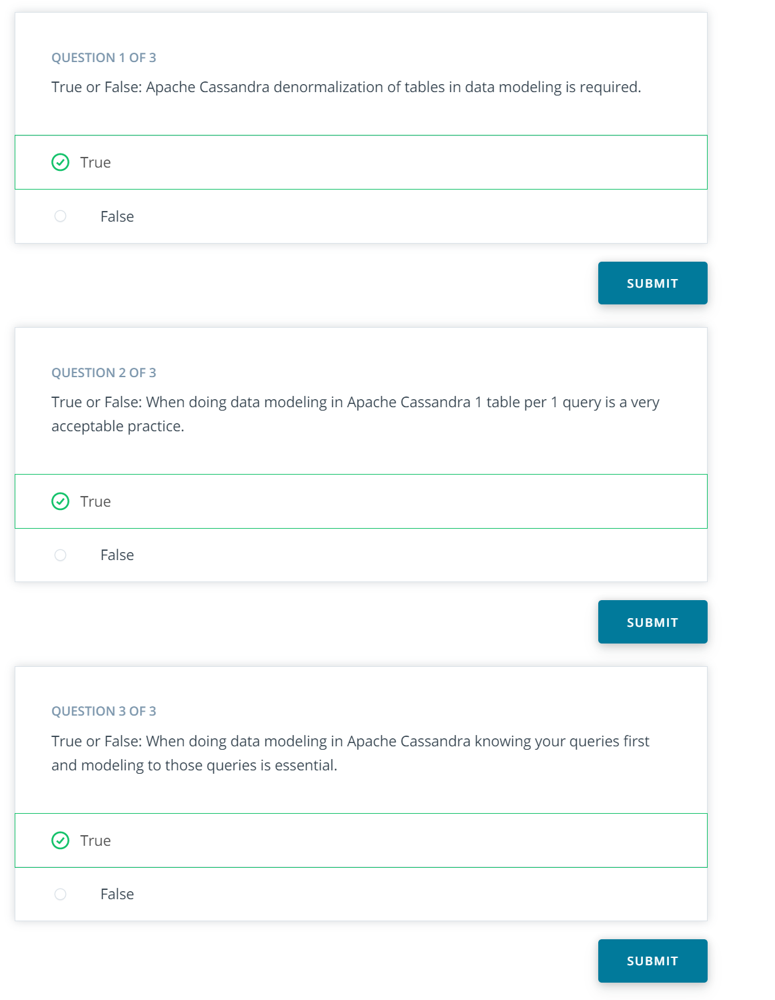 QUESTION 1 OF 3
True or False: Apache Cassandra denormalization of tables in data modeling is required.
True
False
SUBMIT
QUESTION 2 OF 3
True or False: When doing data modeling in Apache Cassandra 1 table per 1 query is a very
acceptable practice.
True
False
SUBMIT
QUESTION 3 OF 3
True or False: When doing data modeling in Apache Cassandra knowing your queries first
and modeling to those queries is essential.
True
False
SUBMIT